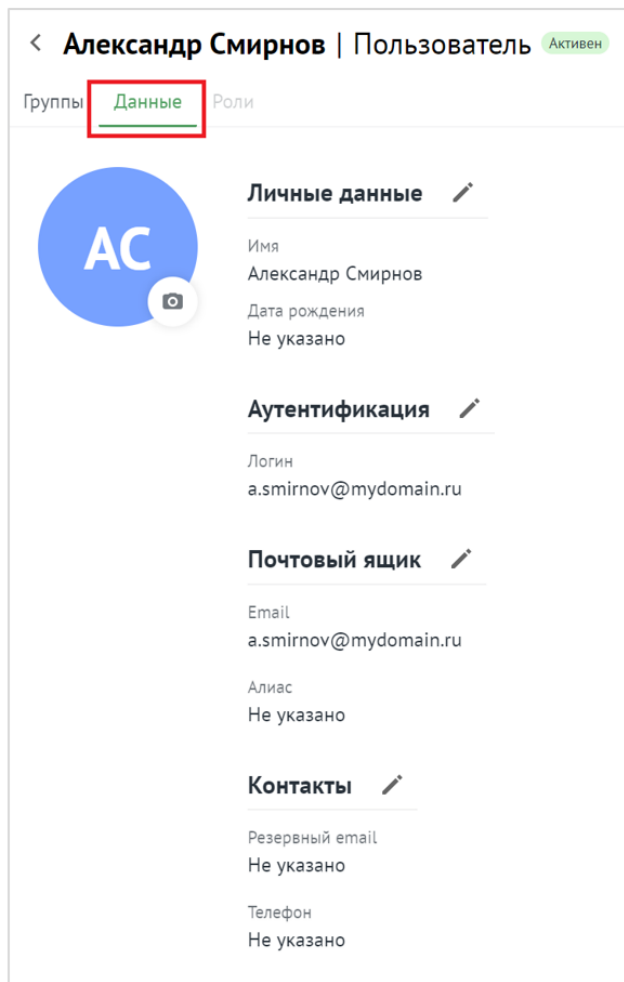 Александр Смирнов | Пользователь Активен
Группы Данные Роли
АС
Личные данные
Имя
Александр Смирнов
Дата рождения
Не указано
Аутентификация
Логин
a.smirnov@mydomain.ru
Почтовый ящик
Email
a.smirnov@mydomain.ru
Алиас
Не указано
Контакты
Резервный email
Не указано
Телефон
Не указано